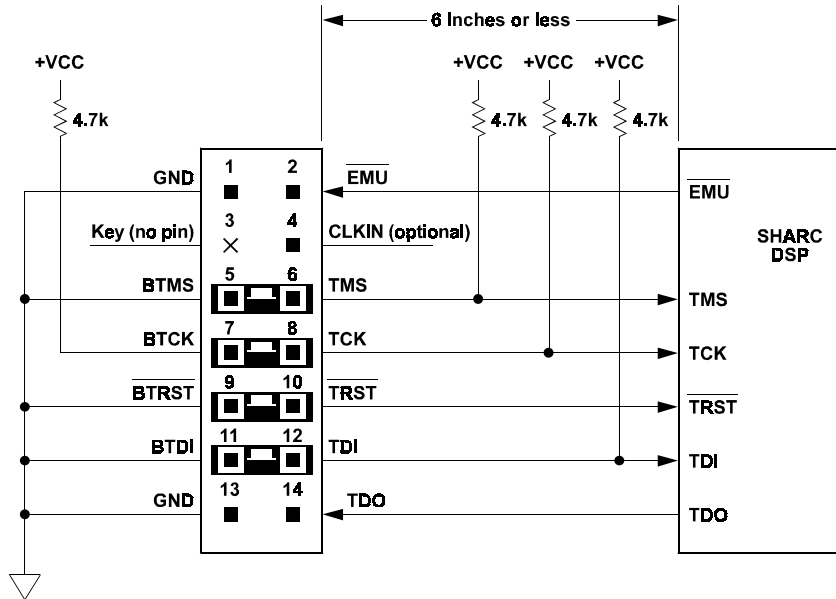 6 Inches or less
+VCC
+VCC
+VCC
+VCC
4.7k
4.7k
4.7k
4.7k
GND
1
2
EMU
EMU
Key (no pin)
3
4
CLKIN (optional)
SHARC
DSP
BTMS
5
6
TMS
TMS
BTCK
7
8
TCK
TCK
BTRST
9
10
TRST
TRST
BTDI
11
12
TDI
TDI
GND
13
14
TDO
TDO